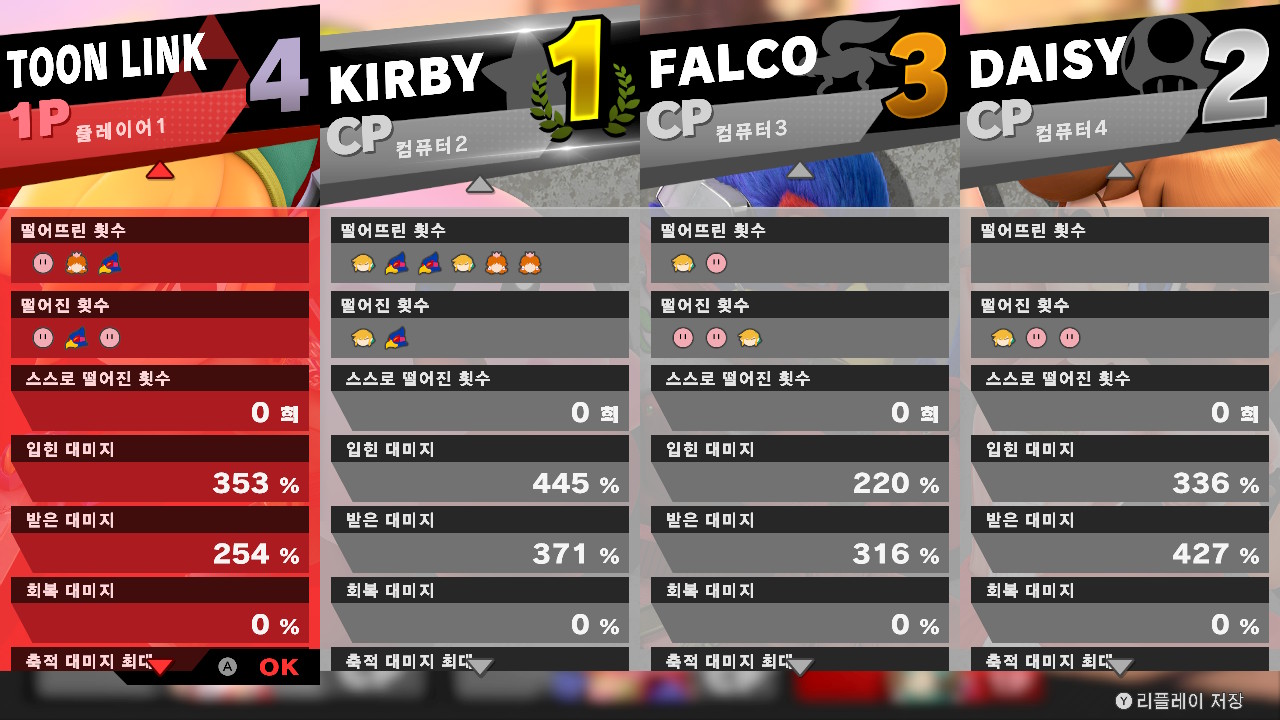 TOON LINK 4
1P 플레이어1
떨어뜨린 횟수
떨어진 횟수
스스로 떨어진 횟수
0 회
입힌 대미지
353 %
받은 대미지
254 %
회복 대미지
0 %
축적 대미지 최대
A OK
KIRBY 1
CP 컴퓨터2
떨어뜨린 횟수
떨어진 횟수
스스로 떨어진 횟수
0 회
입힌 대미지
445 %
받은 대미지
371 %
회복 대미지
0 %
축적 대미지 최대
FALCO 3
CP 컴퓨터3
떨어뜨린 횟수
떨어진 횟수
스스로 떨어진 횟수
0 회
입힌 대미지
220 %
받은 대미지
316 %
회복 대미지
0 %
축적 대미지 최대
DAISY 2
CP 컴퓨터4
떨어뜨린 횟수
떨어진 횟수
스스로 떨어진 횟수
0 회
입힌 대미지
336 %
받은 대미지
427 %
회복 대미지
0 %
축적 대미지 최대
Y 리플레이 저장